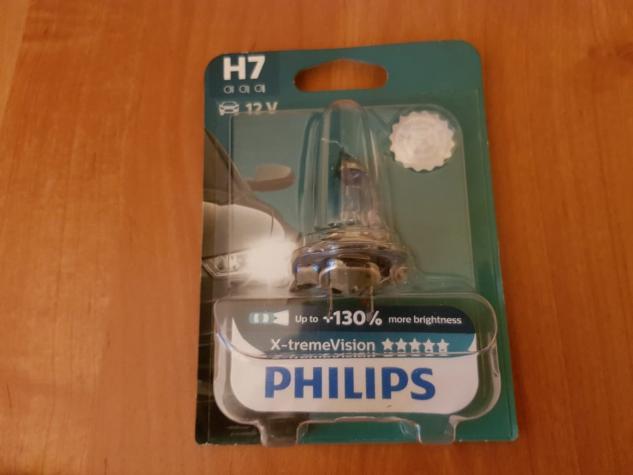 H7
12 V
Up to +130% more brightness
X-tremeVision
PHILIPS